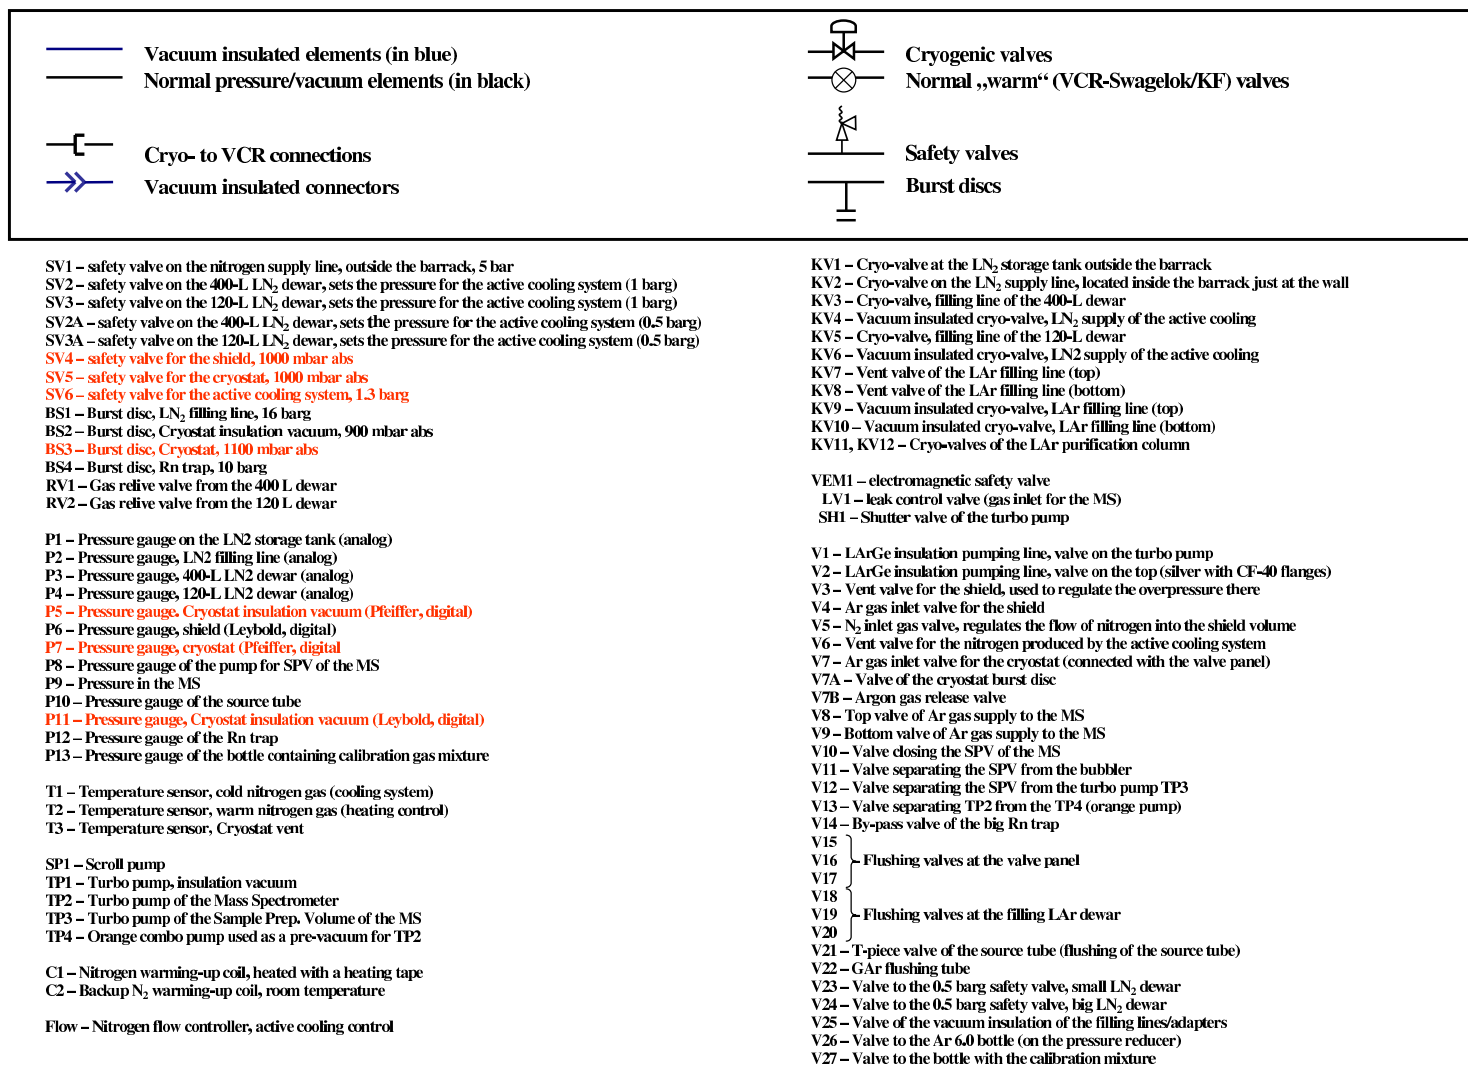 Vacuum insulated elements (in blue)
Normal pressure/vacuum elements (in black)
Cryo- to VCR connections
Vacuum insulated connectors
Cryogenic valves
Normal „warm“ (VCR-Swagelok/KF) valves
Safety valves
Burst discs
SV1 – safety valve on the nitrogen supply line, outside the barrack, 5 bar
SV2 – safety valve on the 400-L LN2 dewar, sets the pressure for the active cooling system (1 barg)
SV3 – safety valve on the 120-L LN2 dewar, sets the pressure for the active cooling system (1 barg)
SV2A – safety valve on the 400-L LN2 dewar, sets the pressure for the active cooling system (0.5 barg)
SV3A – safety valve on the 120-L LN2 dewar, sets the pressure for the active cooling system (0.5 barg)
SV4 – safety valve for the shield, 1000 mbar abs
SV5 – safety valve for the cryostat, 1000 mbar abs
SV6 – safety valve for the active cooling system, 1.3 barg
BS1 – Burst disc, LN2 filling line, 16 barg
BS2 – Burst disc, Cryostat insulation vacuum, 900 mbar abs
BS3 – Burst disc, Cryostat, 1100 mbar abs
BS4 – Burst disc, Rn trap, 10 barg
RV1 – Gas relive valve from the 400 L dewar
RV2 – Gas relive valve from the 120 L dewar
P1 – Pressure gauge on the LN2 storage tank (analog)
P2 – Pressure gauge, LN2 filling line (analog)
P3 – Pressure gauge, 400-L LN2 dewar (analog)
P4 – Pressure gauge, 120-L LN2 dewar (analog)
P5 – Pressure gauge. Cryostat insulation vacuum (Pfeiffer, digital)
P6 – Pressure gauge, shield (Leybold, digital)
P7 – Pressure gauge, cryostat (Pfeiffer, digital
P8 – Pressure gauge of the pump for SPV of the MS
P9 – Pressure in the MS
P10 – Pressure gauge of the source tube
P11 – Pressure gauge, Cryostat insulation vacuum (Leybold, digital)
P12 – Pressure gauge of the Rn trap
P13 – Pressure gauge of the bottle containing calibration gas mixture
T1 – Temperature sensor, cold nitrogen gas (cooling system)
T2 – Temperature sensor, warm nitrogen gas (heating control)
T3 – Temperature sensor, Cryostat vent
SP1 – Scroll pump
TP1 – Turbo pump, insulation vacuum
TP2 – Turbo pump of the Mass Spectrometer
TP3 – Turbo pump of the Sample Prep. Volume of the MS
TP4 – Orange combo pump used as a pre-vacuum for TP2
C1 – Nitrogen warming-up coil, heated with a heating tape
C2 – Backup N2 warming-up coil, room temperature
Flow – Nitrogen flow controller, active cooling control
KV1 – Cryo-valve at the LN2 storage tank outside the barrack
KV2 – Cryo-valve on the LN2 supply line, located inside the barrack just at the wall
KV3 – Cryo-valve, filling line of the 400-L dewar
KV4 – Vacuum insulated cryo-valve, LN2 supply of the active cooling
KV5 – Cryo-valve, filling line of the 120-L dewar
KV6 – Vacuum insulated cryo-valve, LN2 supply of the active cooling
KV7 – Vent valve of the LAr filling line (top)
KV8 – Vent valve of the LAr filling line (bottom)
KV9 – Vacuum insulated cryo-valve, LAr filling line (top)
KV10 – Vacuum insulated cryo-valve, LAr filling line (bottom)
KV11, KV12 – Cryo-valves of the LAr purification column
VEM1 – electromagnetic safety valve
LV1 – leak control valve (gas inlet for the MS)
SH1 – Shutter valve of the turbo pump
V1 – LArGe insulation pumping line, valve on the turbo pump
V2 – LArGe insulation pumping line, valve on the top (silver with CF-40 flanges)
V3 – Vent valve for the shield, used to regulate the overpressure there
V4 – Ar gas inlet valve for the shield
V5 – N2 inlet gas valve, regulates the flow of nitrogen into the shield volume
V6 – Vent valve for the nitrogen produced by the active cooling system
V7 – Ar gas inlet valve for the cryostat (connected with the valve panel)
V7A – Valve of the cryostat burst disc
V7B – Argon gas release valve
V8 – Top valve of Ar gas supply to the MS
V9 – Bottom valve of Ar gas supply to the MS
V10 – Valve closing the SPV of the MS
V11 – Valve separating the SPV from the bubbler
V12 – Valve separating the SPV from the turbo pump TP3
V13 – Valve separating TP2 from the TP4 (orange pump)
V14 – By-pass valve of the big Rn trap
V15
V16 – Flushing valves at the valve panel
V17
V18
V19 – Flushing valves at the filling LAr dewar
V20
V21 – T-piece valve of the source tube (flushing of the source tube)
V22 – GAr flushing tube
V23 – Valve to the 0.5 barg safety valve, small LN2 dewar
V24 – Valve to the 0.5 barg safety valve, big LN2 dewar
V25 – Valve of the vacuum insulation of the filling lines/adapters
V26 – Valve to the Ar 6.0 bottle (on the pressure reducer)
V27 – Valve to the bottle with the calibration mixture